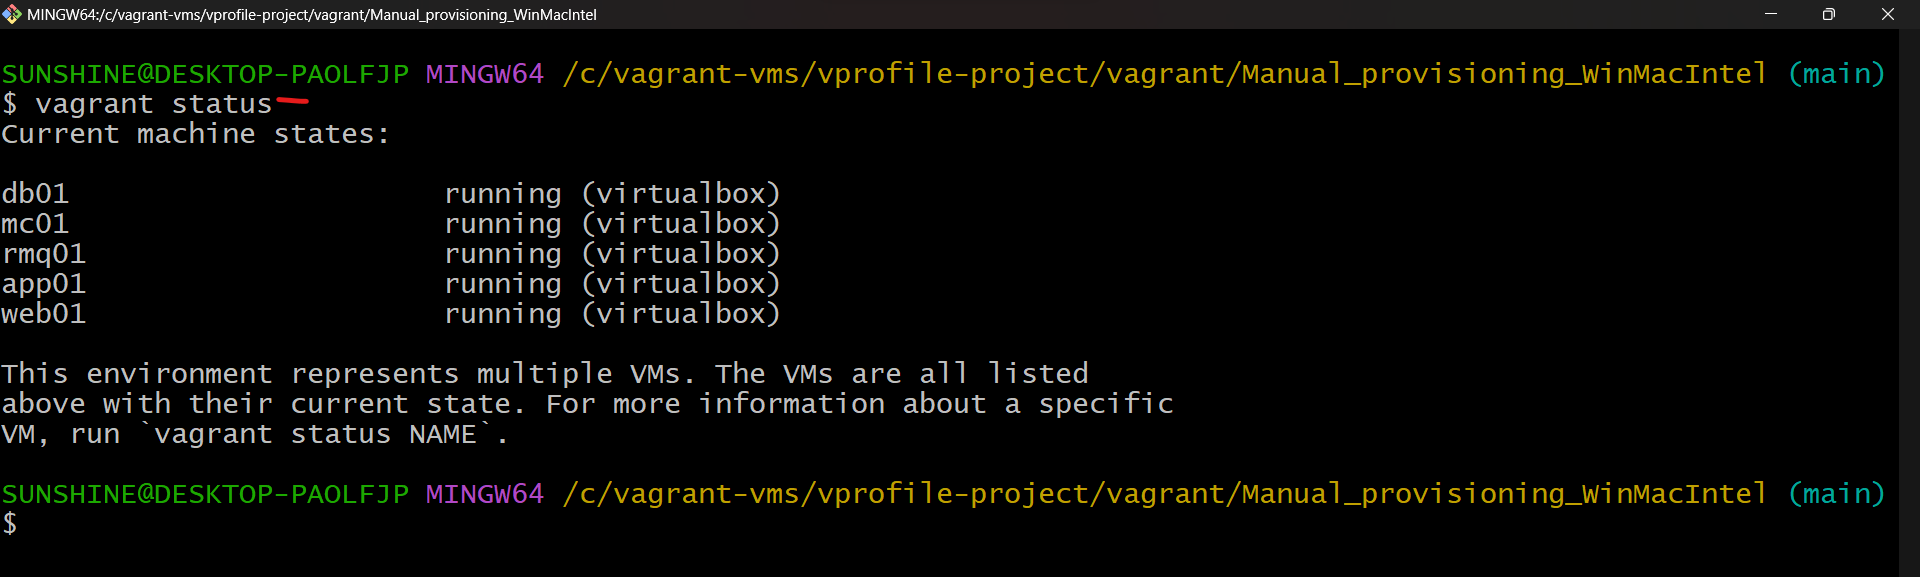 MINGW64:/c/vagrant-vms/vprofile-project/vagrant/Manual_provisioning_WinMacIntel
SUNSHINE@DESKTOP-PAOLFJP MINGW64 /c/vagrant-vms/vprofile-project/vagrant/Manual_provisioning_WinMacIntel (main)
$ vagrant status
Current machine states:
db01 running (virtualbox)
mc01 running (virtualbox)
rmq01 running (virtualbox)
app01 running (virtualbox)
web01 running (virtualbox)
This environment represents multiple VMs. The VMs are all listed
above with their current state. For more information about a specific
VM, run `vagrant status NAME`.
SUNSHINE@DESKTOP-PAOLFJP MINGW64 /c/vagrant-vms/vprofile-project/vagrant/Manual_provisioning_WinMacIntel (main)
$